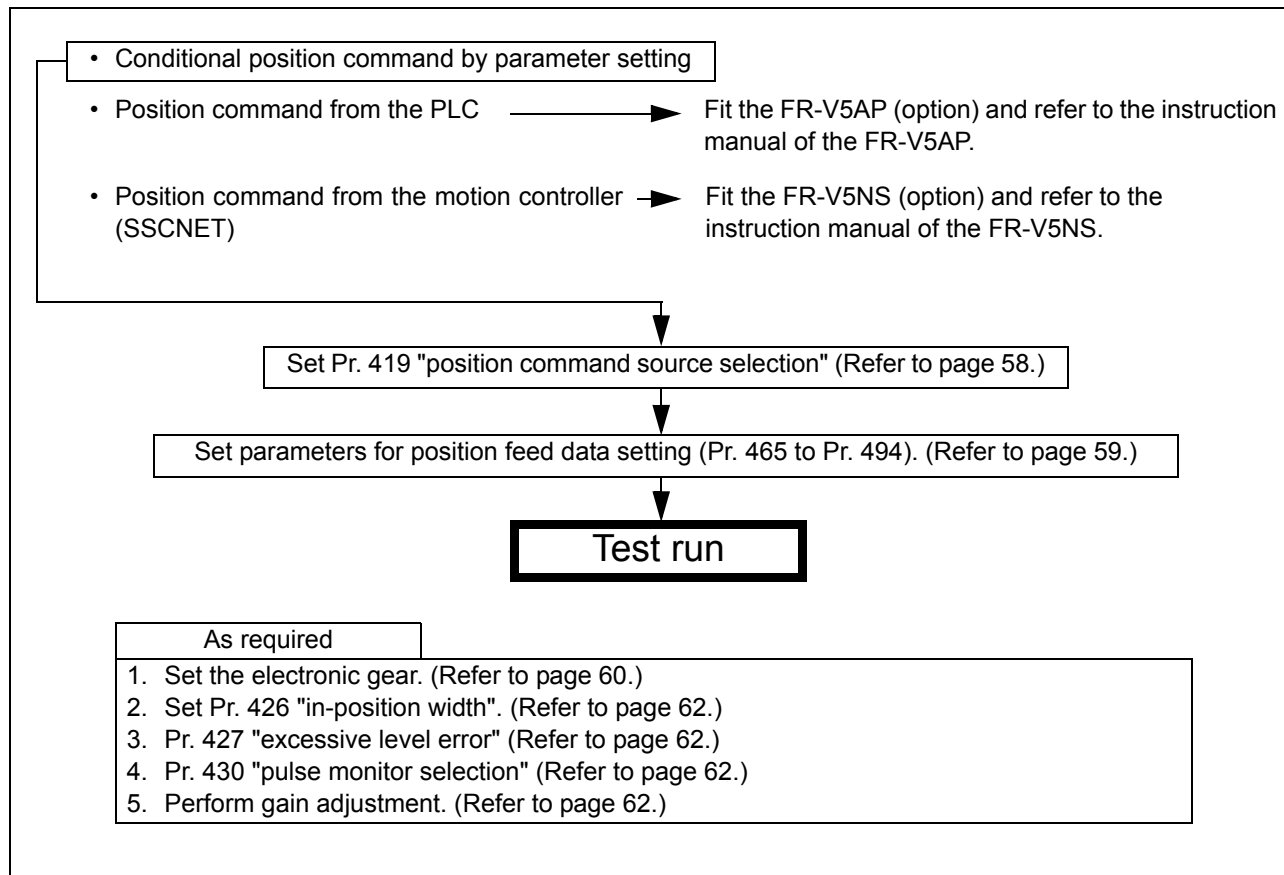 • Conditional position command by parameter setting
• Position command from the PLC
Fit the FR-V5AP (option) and refer to the instruction
manual of the FR-V5AP.
• Position command from the motion controller
(SSCNET)
Fit the FR-V5NS (option) and refer to the
instruction manual of the FR-V5NS.
Set Pr. 419 "position command source selection" (Refer to page 58.)
Set parameters for position feed data setting (Pr. 465 to Pr. 494). (Refer to page 59.)
Test run
As required
1. Set the electronic gear. (Refer to page 60.)
2. Set Pr. 426 "in-position width". (Refer to page 62.)
3. Pr. 427 "excessive level error" (Refer to page 62.)
4. Pr. 430 "pulse monitor selection" (Refer to page 62.)
5. Perform gain adjustment. (Refer to page 62.)